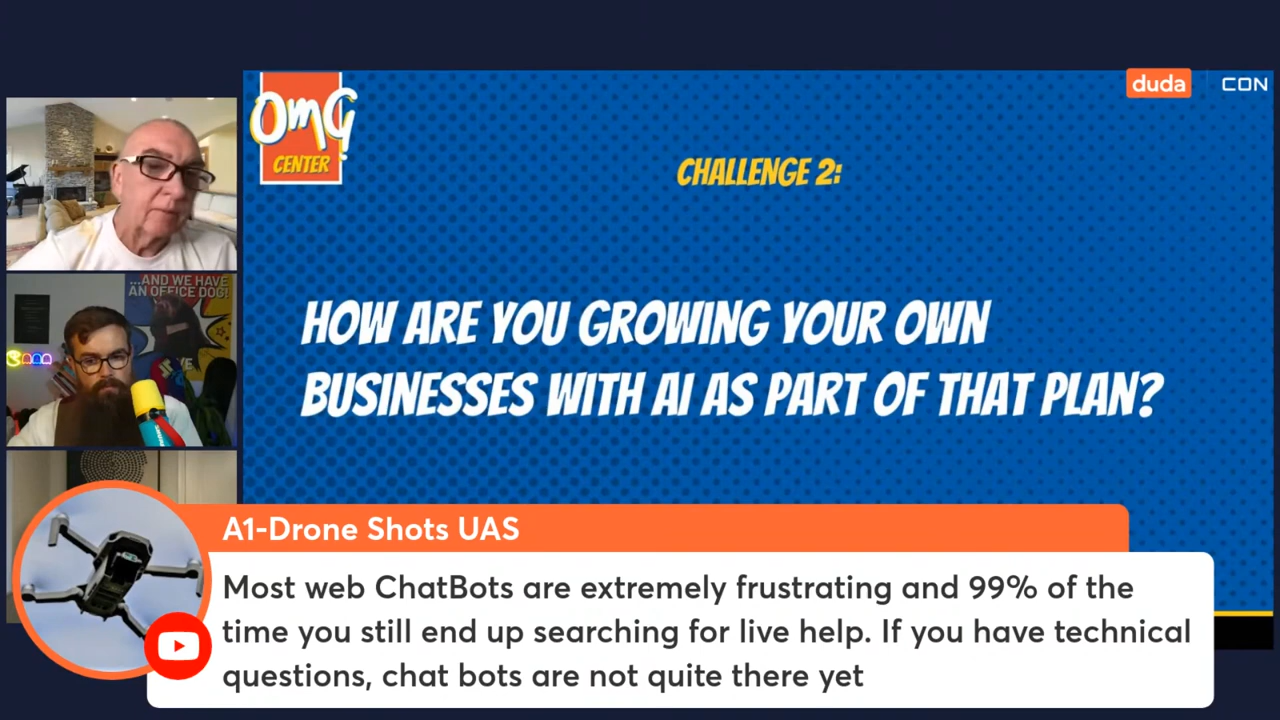 duda CON
OMG
CENTER
CHALLENGE 2:
HOW ARE YOU GROWING YOUR OWN
BUSINESSES WITH AI AS PART OF THAT PLAN?
...AND WE HAVE
AN OFFICE DOG!
A1-Drone Shots UAS
Most web ChatBots are extremely frustrating and 99% of the
time you still end up searching for live help. If you have technical
questions, chat bots are not quite there yet